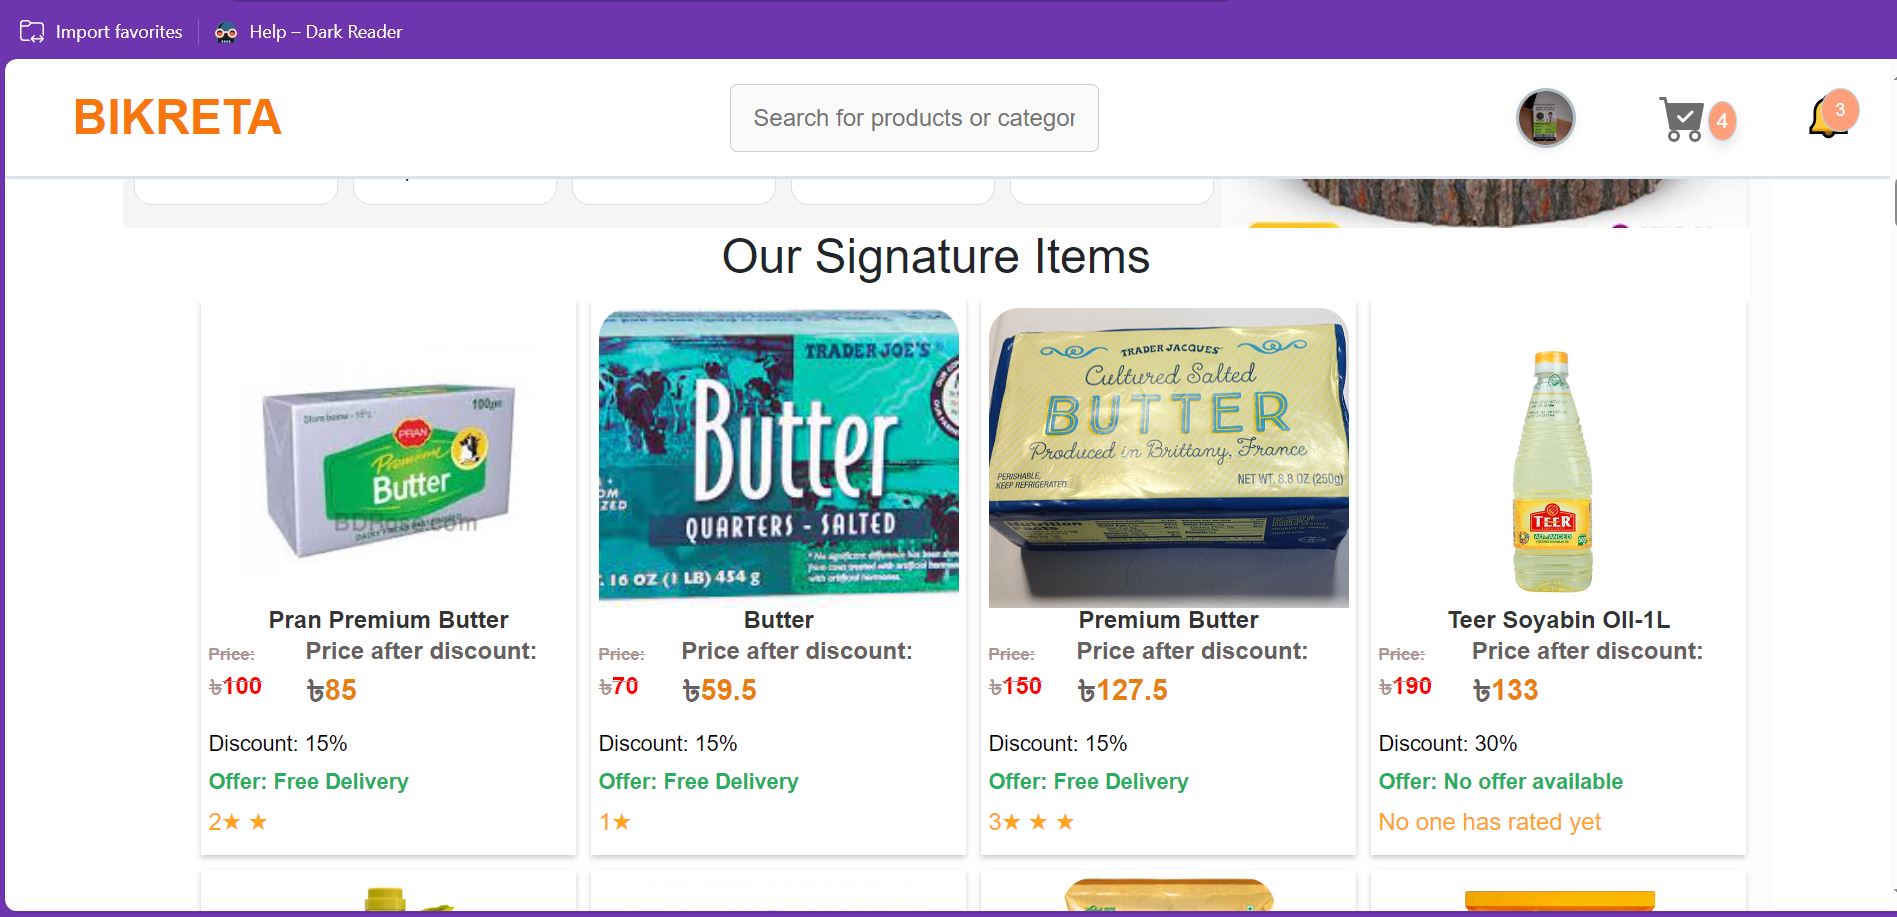 Import favorites
Help – Dark Reader
BIKRETA
Search for products or categor
4
3
Our Signature Items
Store below - 15°c
100gm
PRAN
Premium
Butter
TRADER JOE'S
Butter
QUARTERS - SALTED
16 OZ (1 LB) 454 g
TRADER JACQUES'
Cultured Salted
BUTTER
Produced in Brittany, France
PERISHABLE,
KEEP REFRIGERATED
NET WT. 8.8 OZ (250g)
Nutrition
TEER
ADVANCED
Pran Premium Butter
Price:
Price after discount:
৳100
৳85
Discount: 15%
Offer: Free Delivery
2★ ★
Butter
Price:
Price after discount:
৳70
৳59.5
Discount: 15%
Offer: Free Delivery
1★
Premium Butter
Price:
Price after discount:
৳150
৳127.5
Discount: 15%
Offer: Free Delivery
3★ ★ ★
Teer Soyabin OIl-1L
Price:
Price after discount:
৳190
৳133
Discount: 30%
Offer: No offer available
No one has rated yet